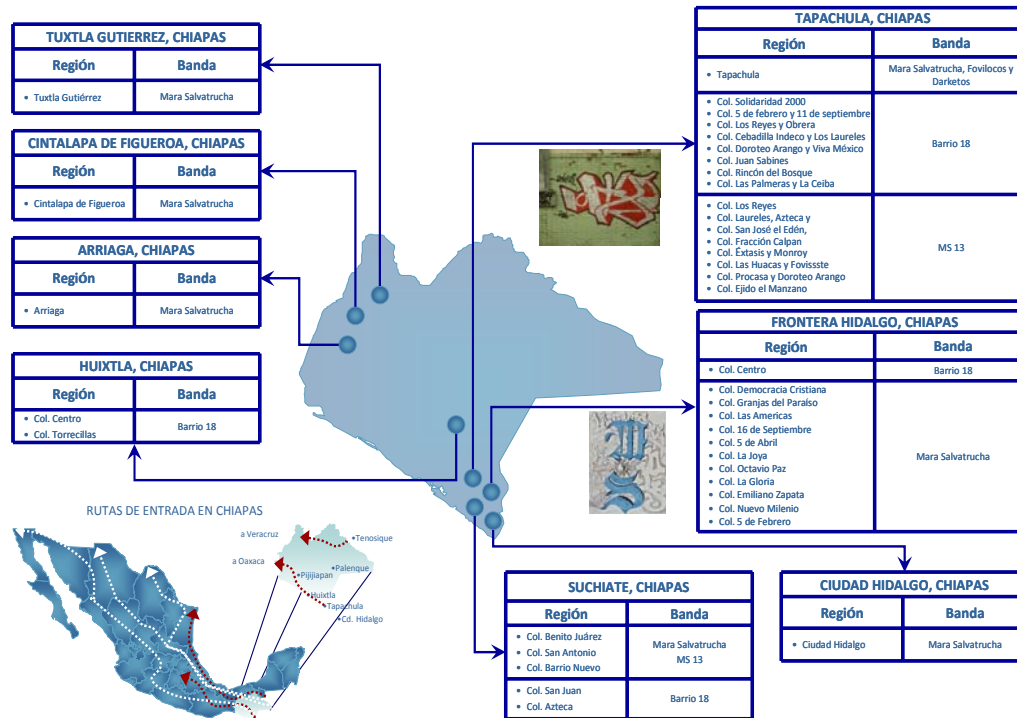 TUXTLA GUTIERREZ, CHIAPAS
Región Banda
• Tuxtla Gutiérrez Mara Salvatrucha
CINTALAPA DE FIGUEROA, CHIAPAS
Región Banda
• Cintalapa de Figueroa Mara Salvatrucha
ARRIAGA, CHIAPAS
Región Banda
• Arriaga Mara Salvatrucha
HUIXTLA, CHIAPAS
Región Banda
• Col. Centro
• Col. Torrecillas
Barrio 18
TAPACHULA, CHIAPAS
Región Banda
• Tapachula
Mara Salvatrucha, Fovilocos y
Darketos
• Col. Solidaridad 2000
• Col. 5 de febrero y 11 de septiembre
• Col. Los Reyes y Obrera
• Col. Cebadilla Indeco y Los Laureles
• Col. Doroteo Arango y Viva México
• Col. Juan Sabines
• Col. Rincón del Bosque
• Col. Las Palmeras y La Ceiba
Barrio 18
• Col. Los Reyes
• Col. Laureles, Azteca y
• Col. San José el Edén,
• Col. Fracción Calpan
• Col. Éxtasis y Monroy
• Col. Las Huacas y Fovissste
• Col. Procasa y Doroteo Arango
• Col. Ejido el Manzano
MS 13
FRONTERA HIDALGO, CHIAPAS
Región Banda
• Col. Centro Barrio 18
• Col. Democracia Cristiana
• Col. Granjas del Paraíso
• Col. Las Americas
• Col. 16 de Septiembre
• Col. 5 de Abril
• Col. La Joya
• Col. Octavio Paz
• Col. La Gloria
• Col. Emiliano Zapata
• Col. Nuevo Milenio
• Col. 5 de Febrero
Mara Salvatrucha
M
S
RUTAS DE ENTRADA EN CHIAPAS
a Veracruz
•Tenosique
a Oaxaca
•Palenque
•Pijijiapan
•Huixtla
Tapachula
•Cd. Hidalgo
SUCHIATE, CHIAPAS
Región Banda
• Col. Benito Juárez
• Col. San Antonio
• Col. Barrio Nuevo
Mara Salvatrucha
MS 13
• Col. San Juan
• Col. Azteca
Barrio 18
CIUDAD HIDALGO, CHIAPAS
Región Banda
• Ciudad Hidalgo Mara Salvatrucha